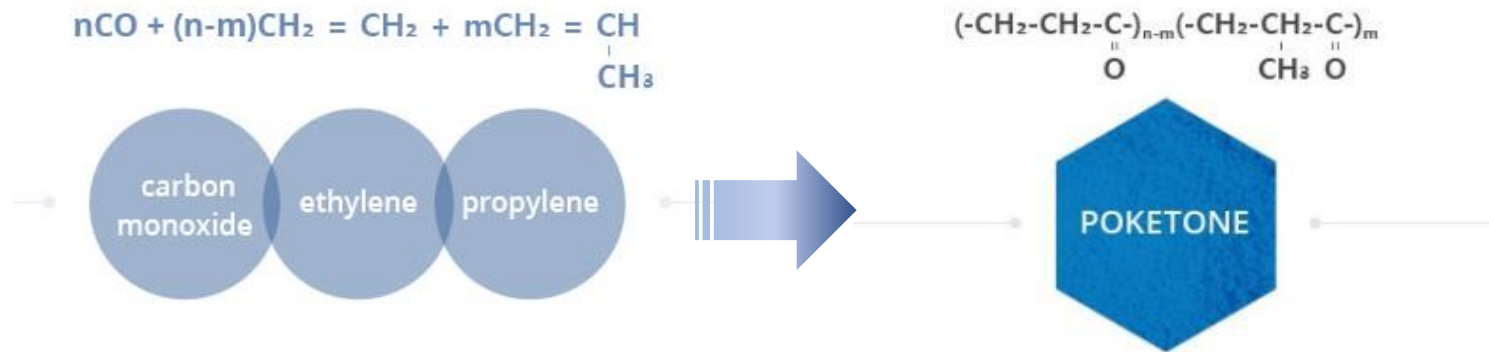 nCO + (n-m)CH₂ = CH₂ + mCH₂ = CH
CH₃
carbon
monoxide
ethylene
propylene
(-CH₂-CH₂-C-)ₙ₋ₘ(-CH₂-CH₂-C-)ₘ
O CH₃ O
POKETONE